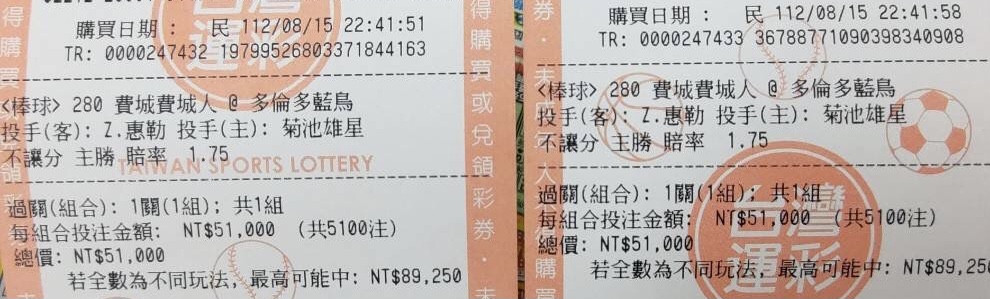 購買日期： 民 112/08/15 22:41:51
TR: 0000247432 19799526803371844163
<棒球> 280 費城費城人 @ 多倫多藍鳥
投手(客): Z.惠勒 投手(主): 菊池雄星
不讓分 主勝 賠率 1.75
TAIWAN SPORTS LOTTERY
過關(組合): 1關(1組); 共1組
每組合投注金額: NT$51,000 (共5100注)
總價: NT$51,000
若全數為不同玩法, 最高可能中: NT$89,250
台灣運彩
得購買或兌領彩券・未
購買日期： 民 112/08/15 22:41:58
TR: 0000247433 36788771090398340908
<棒球> 280 費城費城人 @ 多倫多藍鳥
投手(客): Z.惠勒 投手(主): 菊池雄星
不讓分 主勝 賠率 1.75
過關(組合): 1關(1組); 共1組
每組合投注金額: NT$51,000 (共5100注)
總價: NT$51,000
若全數為不同玩法, 最高可能中: NT$89,25
台灣運彩